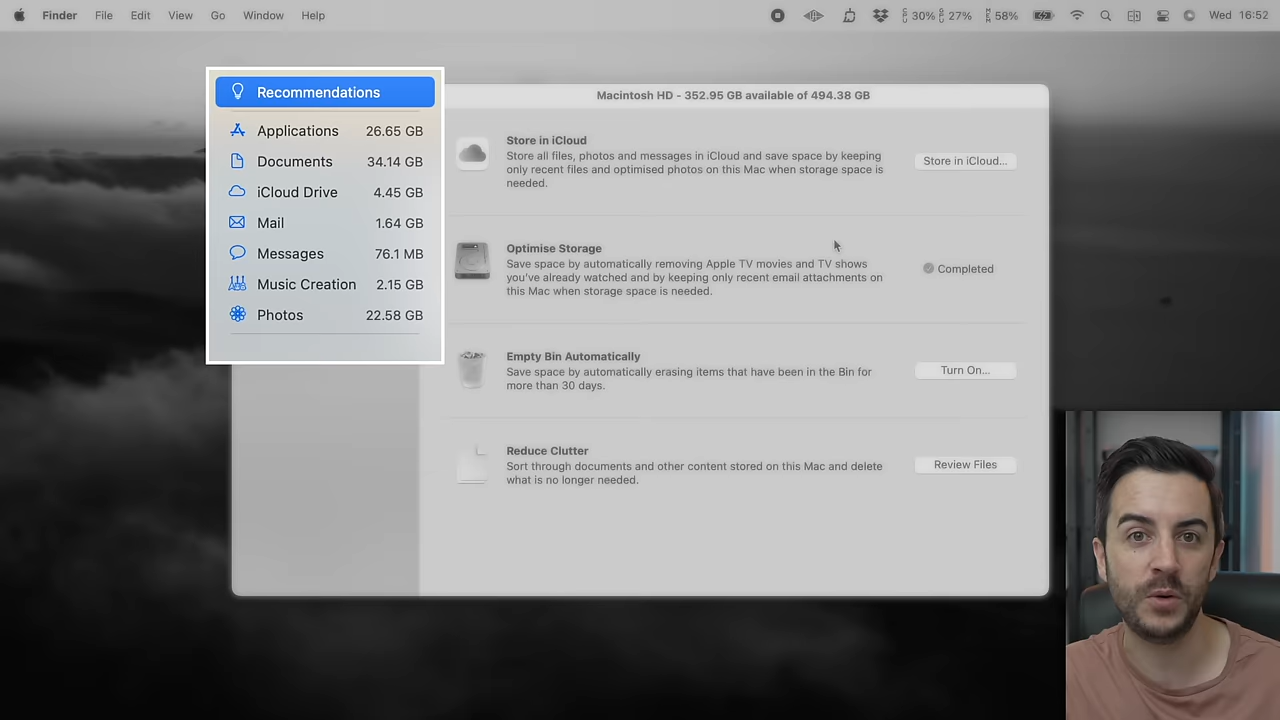 Finder File Edit View Go Window Help 30% 27% 58% Wed 16:52
Macintosh HD - 352.95 GB available of 494.38 GB
Recommendations
Applications 26.65 GB
Documents 34.14 GB
iCloud Drive 4.45 GB
Mail 1.64 GB
Messages 76.1 MB
Music Creation 2.15 GB
Photos 22.58 GB
Store in iCloud
Store all files, photos and messages in iCloud and save space by keeping
only recent files and optimised photos on this Mac when storage space is
needed.
Store in iCloud...
Optimise Storage
Save space by automatically removing Apple TV movies and TV shows
you've already watched and by keeping only recent email attachments on
this Mac when storage space is needed.
Completed
Empty Bin Automatically
Save space by automatically erasing items that have been in the Bin for
more than 30 days.
Turn On...
Reduce Clutter
Sort through documents and other content stored on this Mac and delete
what is no longer needed.
Review Files